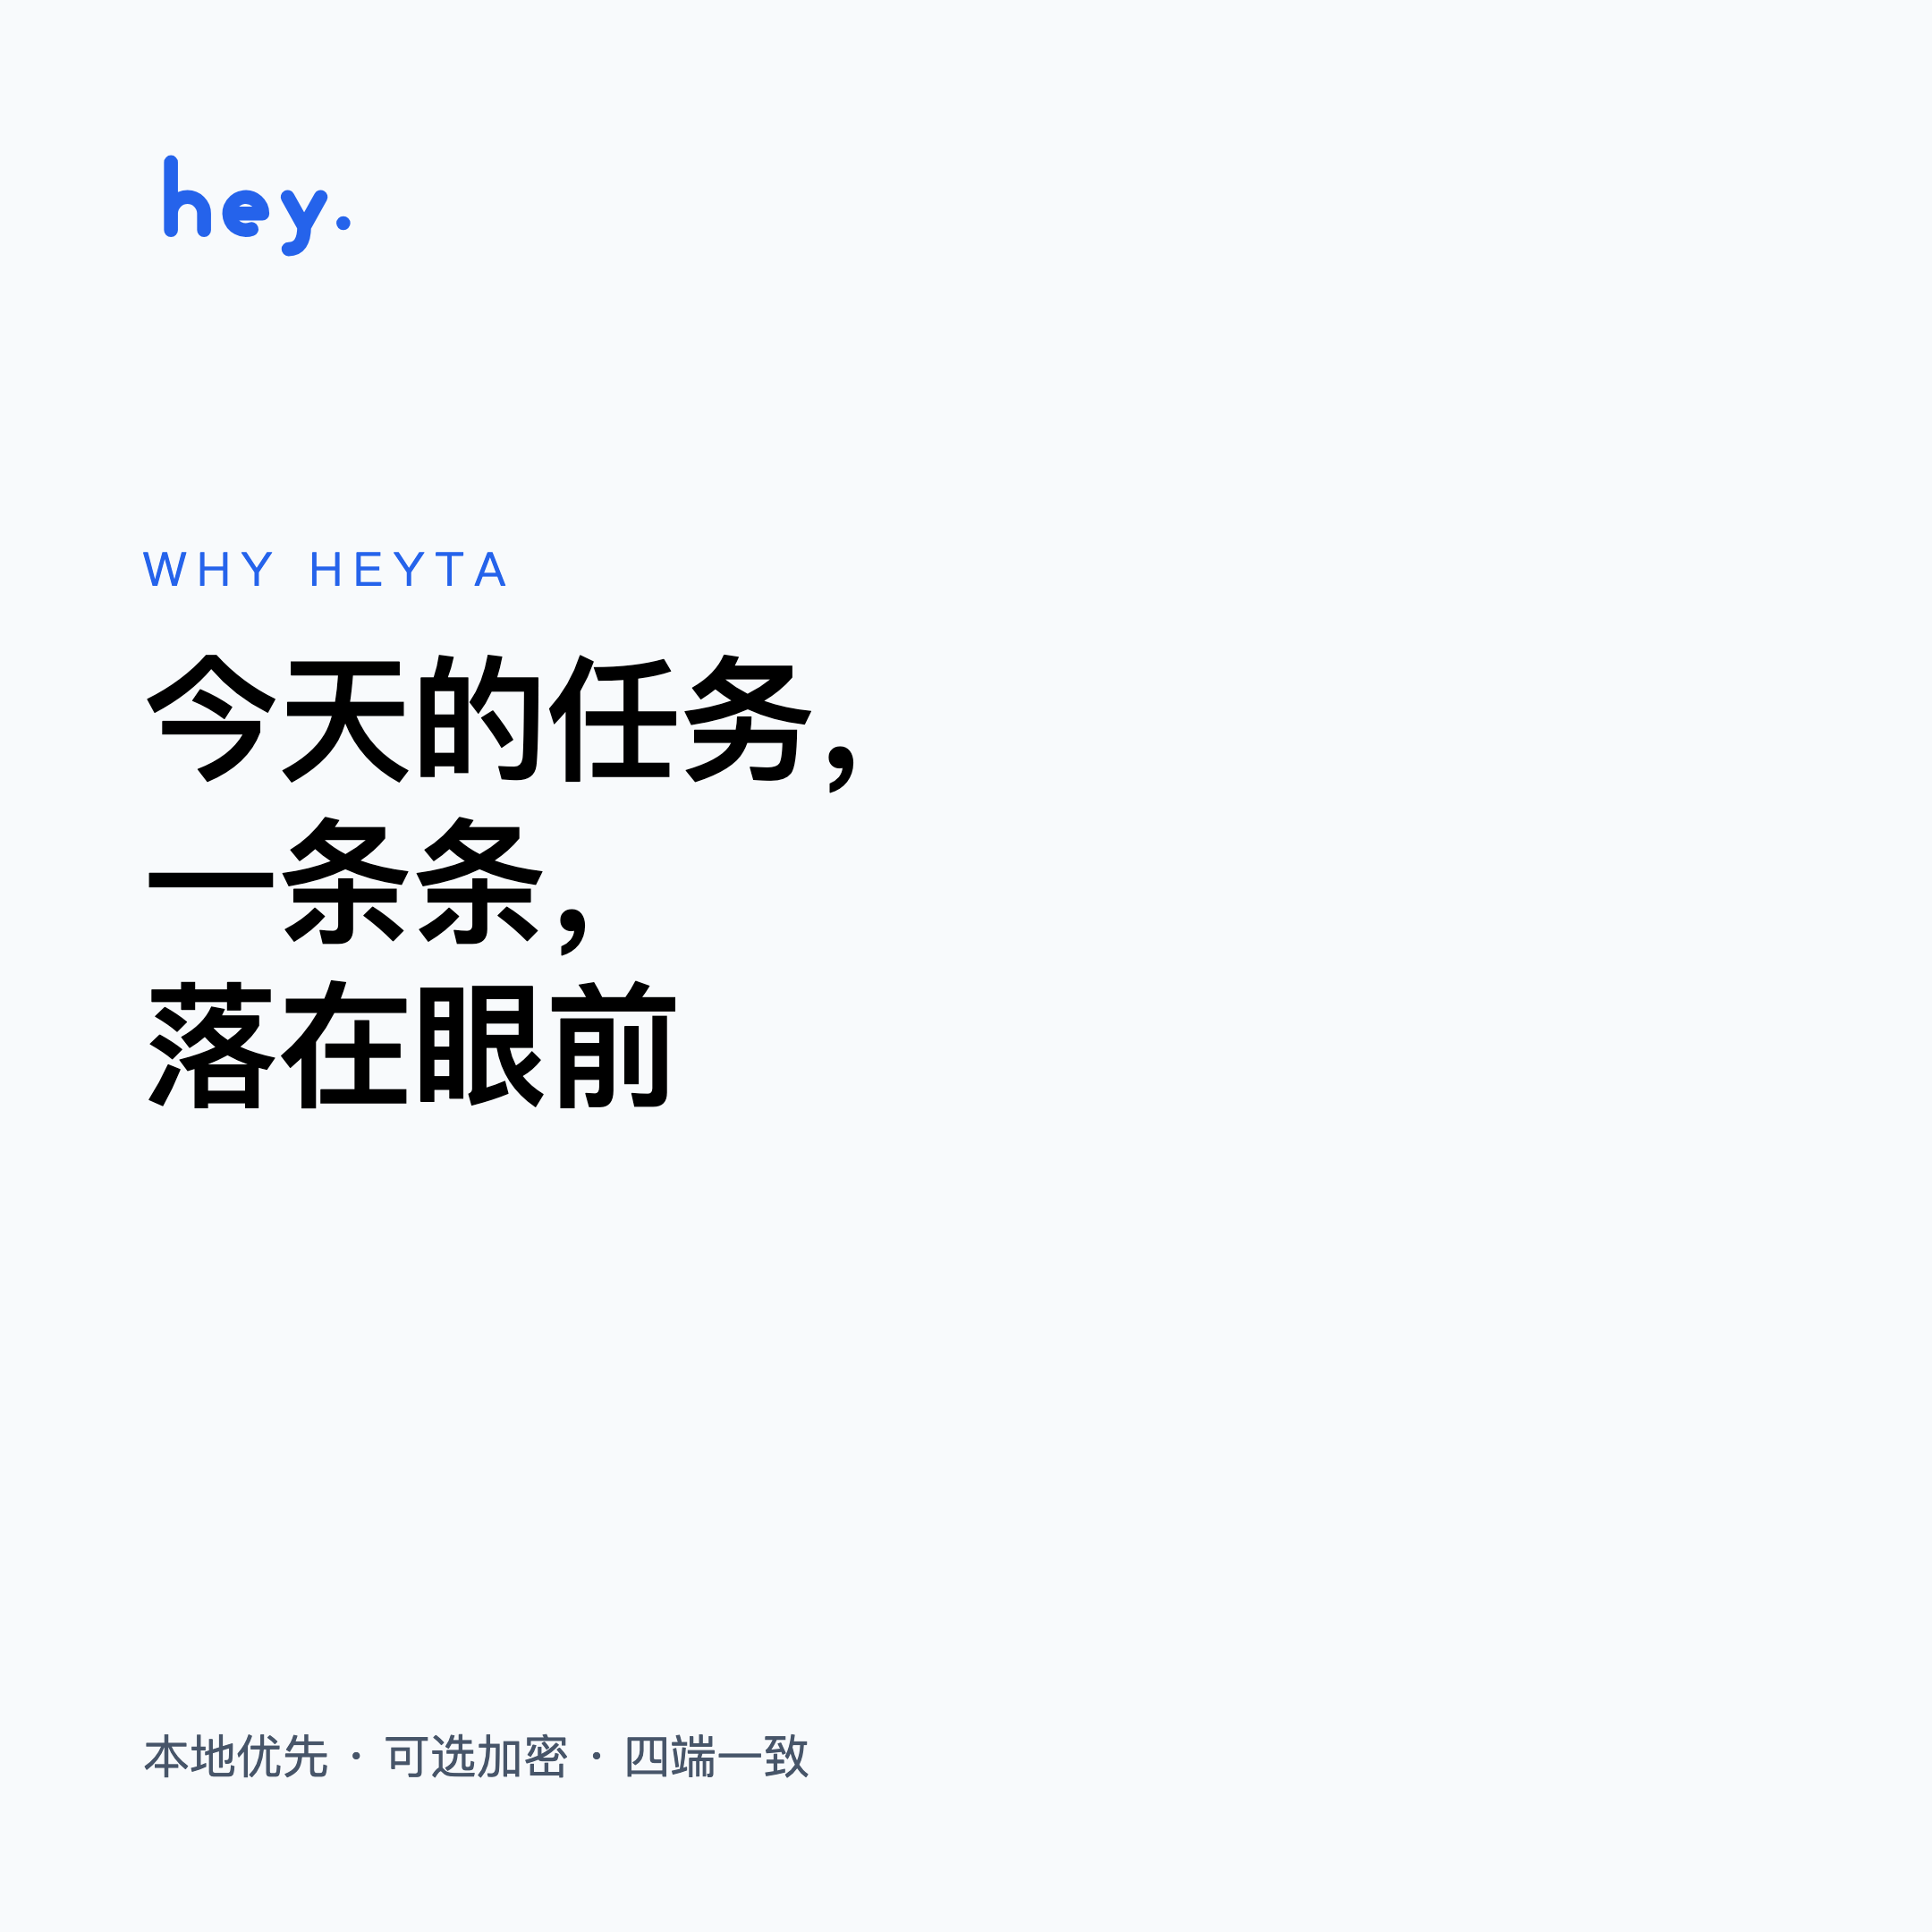 hey.
WHY HEYTA
今天的任务，
一条条，
落在眼前
本地优先 · 可选加密 · 四端一致